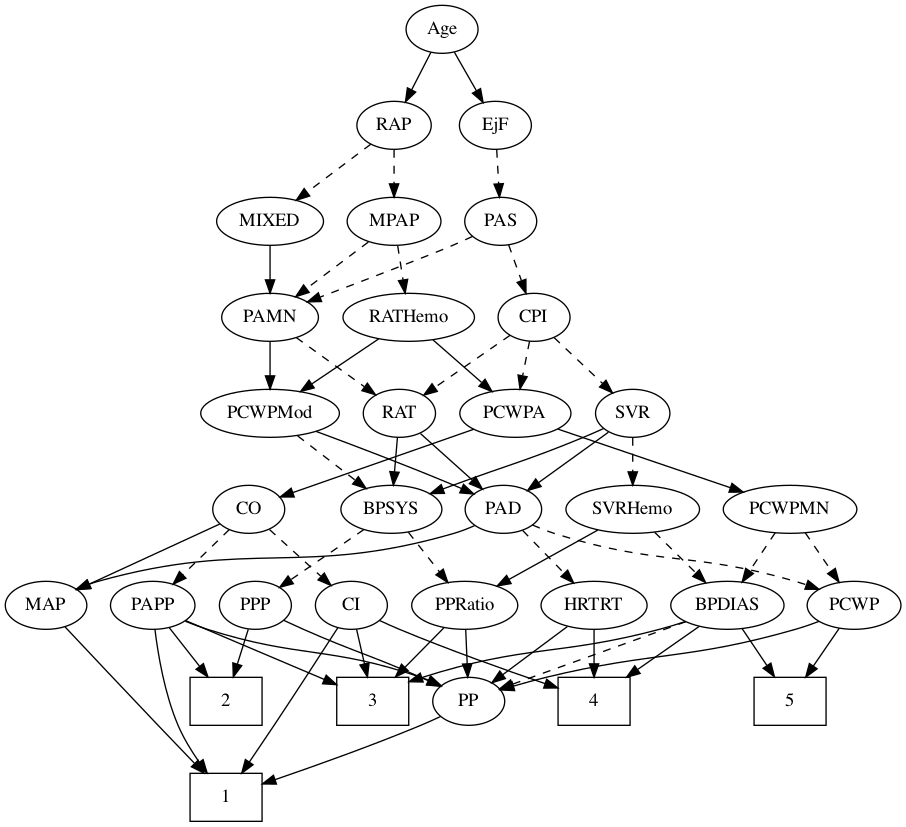 Age
RAP
EjF
MIXED
MPAP
PAS
PAMN
RATHemo
CPI
PCWPMod
RAT
PCWPA
SVR
CO
BPSYS
PAD
SVRHemo
PCWPMN
MAP
PAPP
PPP
CI
PPRatio
HRTRT
BPDIAS
PCWP
2
3
PP
4
5
1